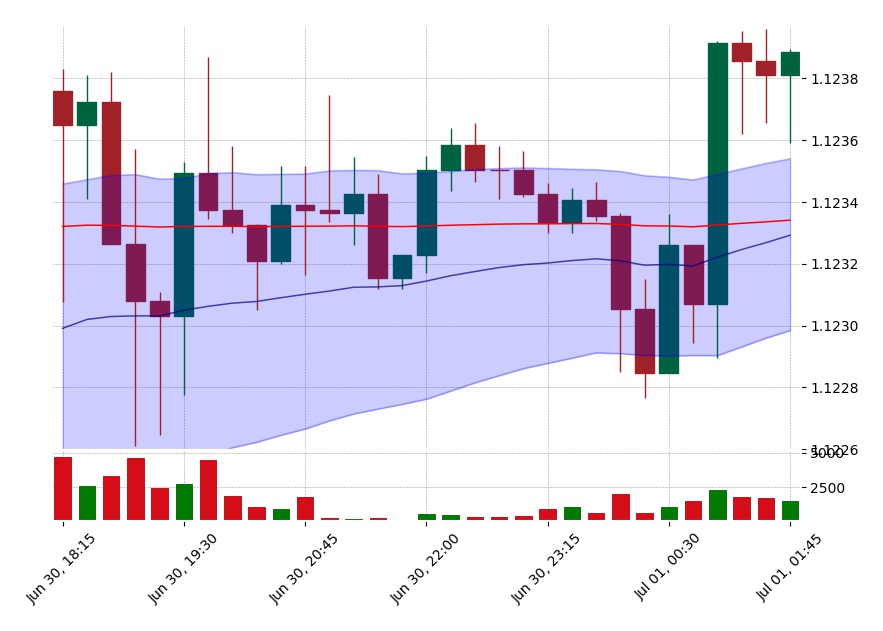 1.1238
1.1236
1.1234
1.1232
1.1230
1.1228
1.1226
5000
2500
Jun 30, 18:15
Jun 30, 19:30
Jun 30, 20:45
Jun 30, 22:00
Jun 30, 23:15
Jul 01, 00:30
Jul 01, 01:45